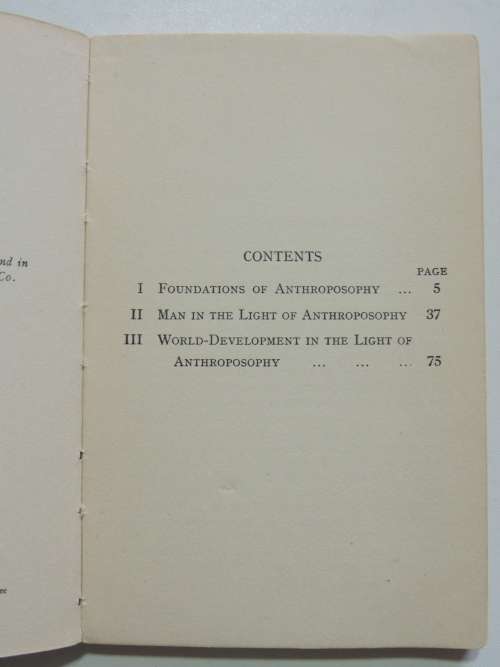 nd in
Co.
CONTENTS
PAGE
I FOUNDATIONS OF ANTHROPOSOPHY ... 5
II MAN IN THE LIGHT OF ANTHROPOSOPHY 37
III WORLD-DEVELOPMENT IN THE LIGHT OF
ANTHROPOSOPHY ... ... ... 75